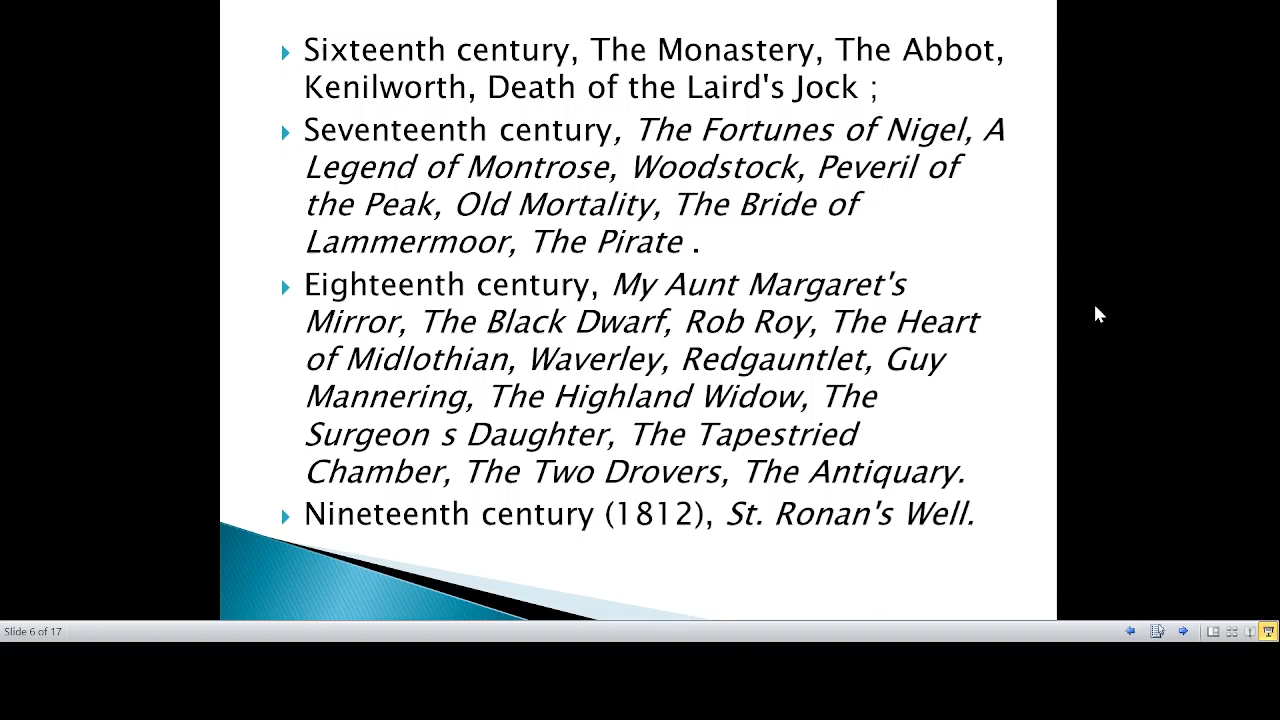 Sixteenth century, The Monastery, The Abbot,
Kenilworth, Death of the Laird's Jock ;
Seventeenth century, The Fortunes of Nigel, A
Legend of Montrose, Woodstock, Peveril of
the Peak, Old Mortality, The Bride of
Lammermoor, The Pirate .
Eighteenth century, My Aunt Margaret's
Mirror, The Black Dwarf, Rob Roy, The Heart
of Midlothian, Waverley, Redgauntlet, Guy
Mannering, The Highland Widow, The
Surgeon s Daughter, The Tapestried
Chamber, The Two Drovers, The Antiquary.
Nineteenth century (1812), St. Ronan's Well.
Slide 6 of 17